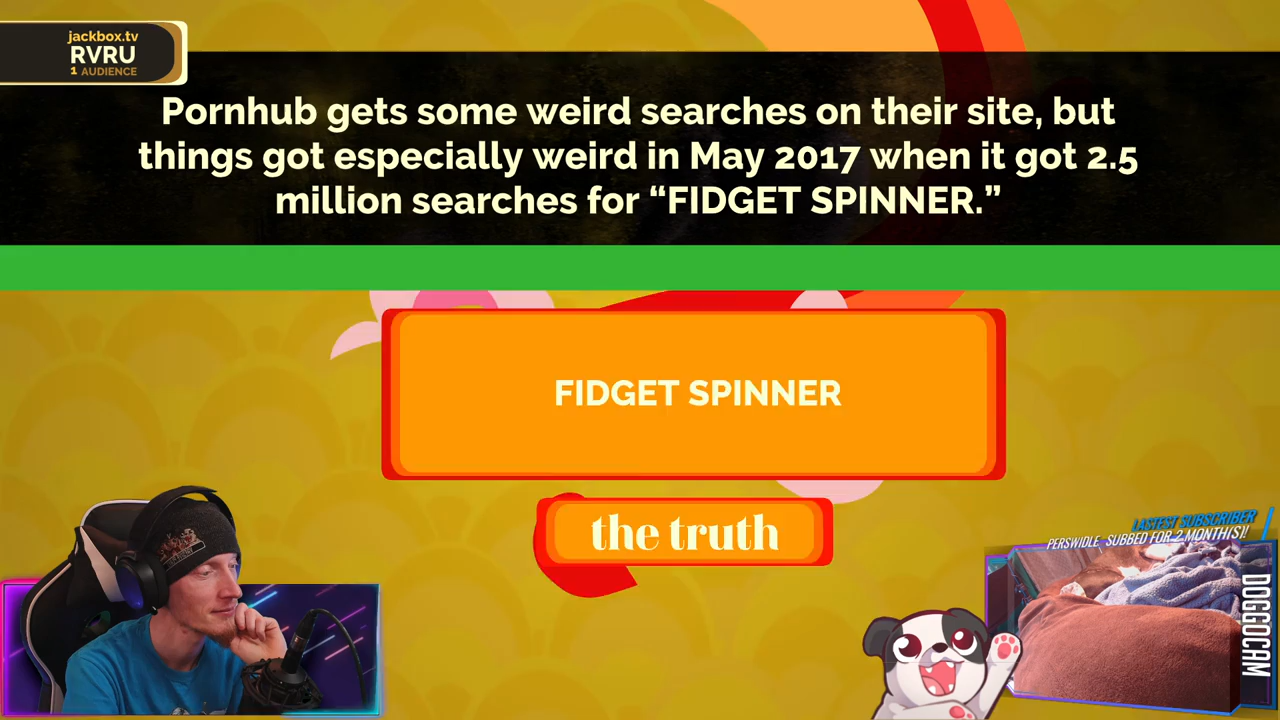 jackbox.tv
RVRU
1 AUDIENCE
Pornhub gets some weird searches on their site, but
things got especially weird in May 2017 when it got 2.5
million searches for “FIDGET SPINNER.”
FIDGET SPINNER
the truth
LASTEST SUBSCRIBER
PERSWIDLE SUBBED FOR 2 MONTH(S)!
DOGGOCAM